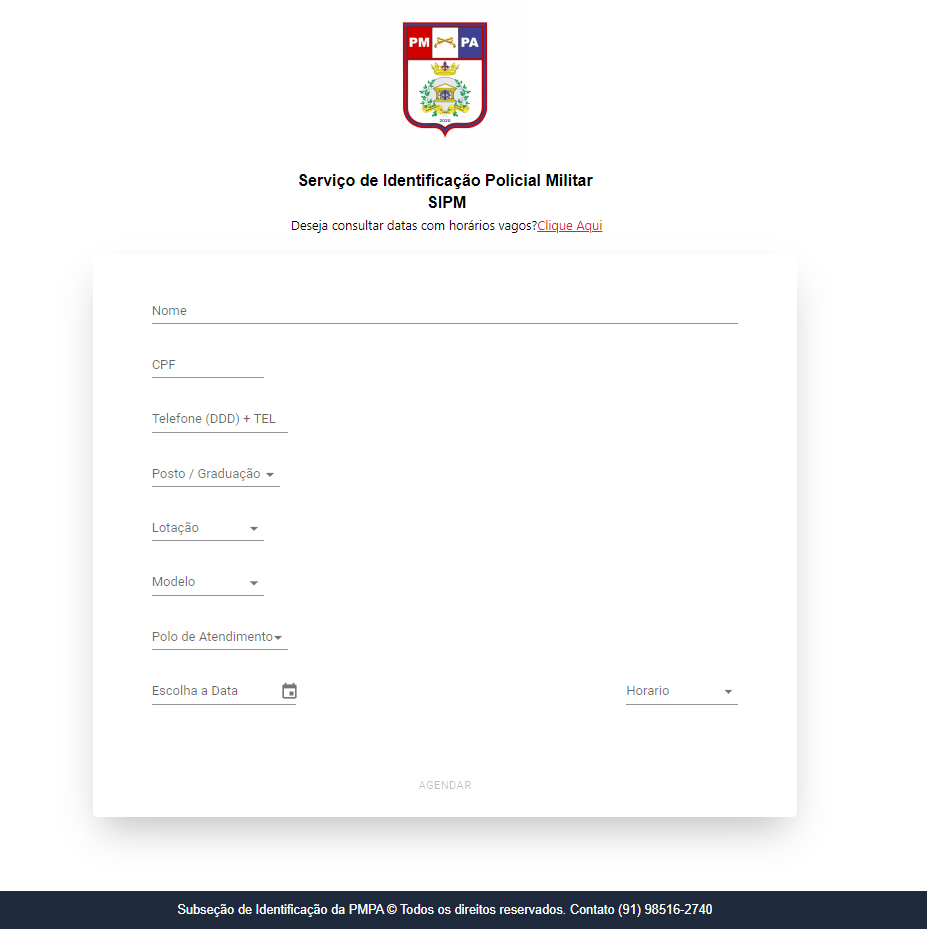 PM PA
2020
Serviço de Identificação Policial Militar
SIPM
Deseja consultar datas com horários vagos?Clique Aqui
Nome
CPF
Telefone (DDD) + TEL
Posto / Graduação
Lotação
Modelo
Polo de Atendimento
Escolha a Data Horario
AGENDAR
Subseção de Identificação da PMPA © Todos os direitos reservados. Contato (91) 98516-2740